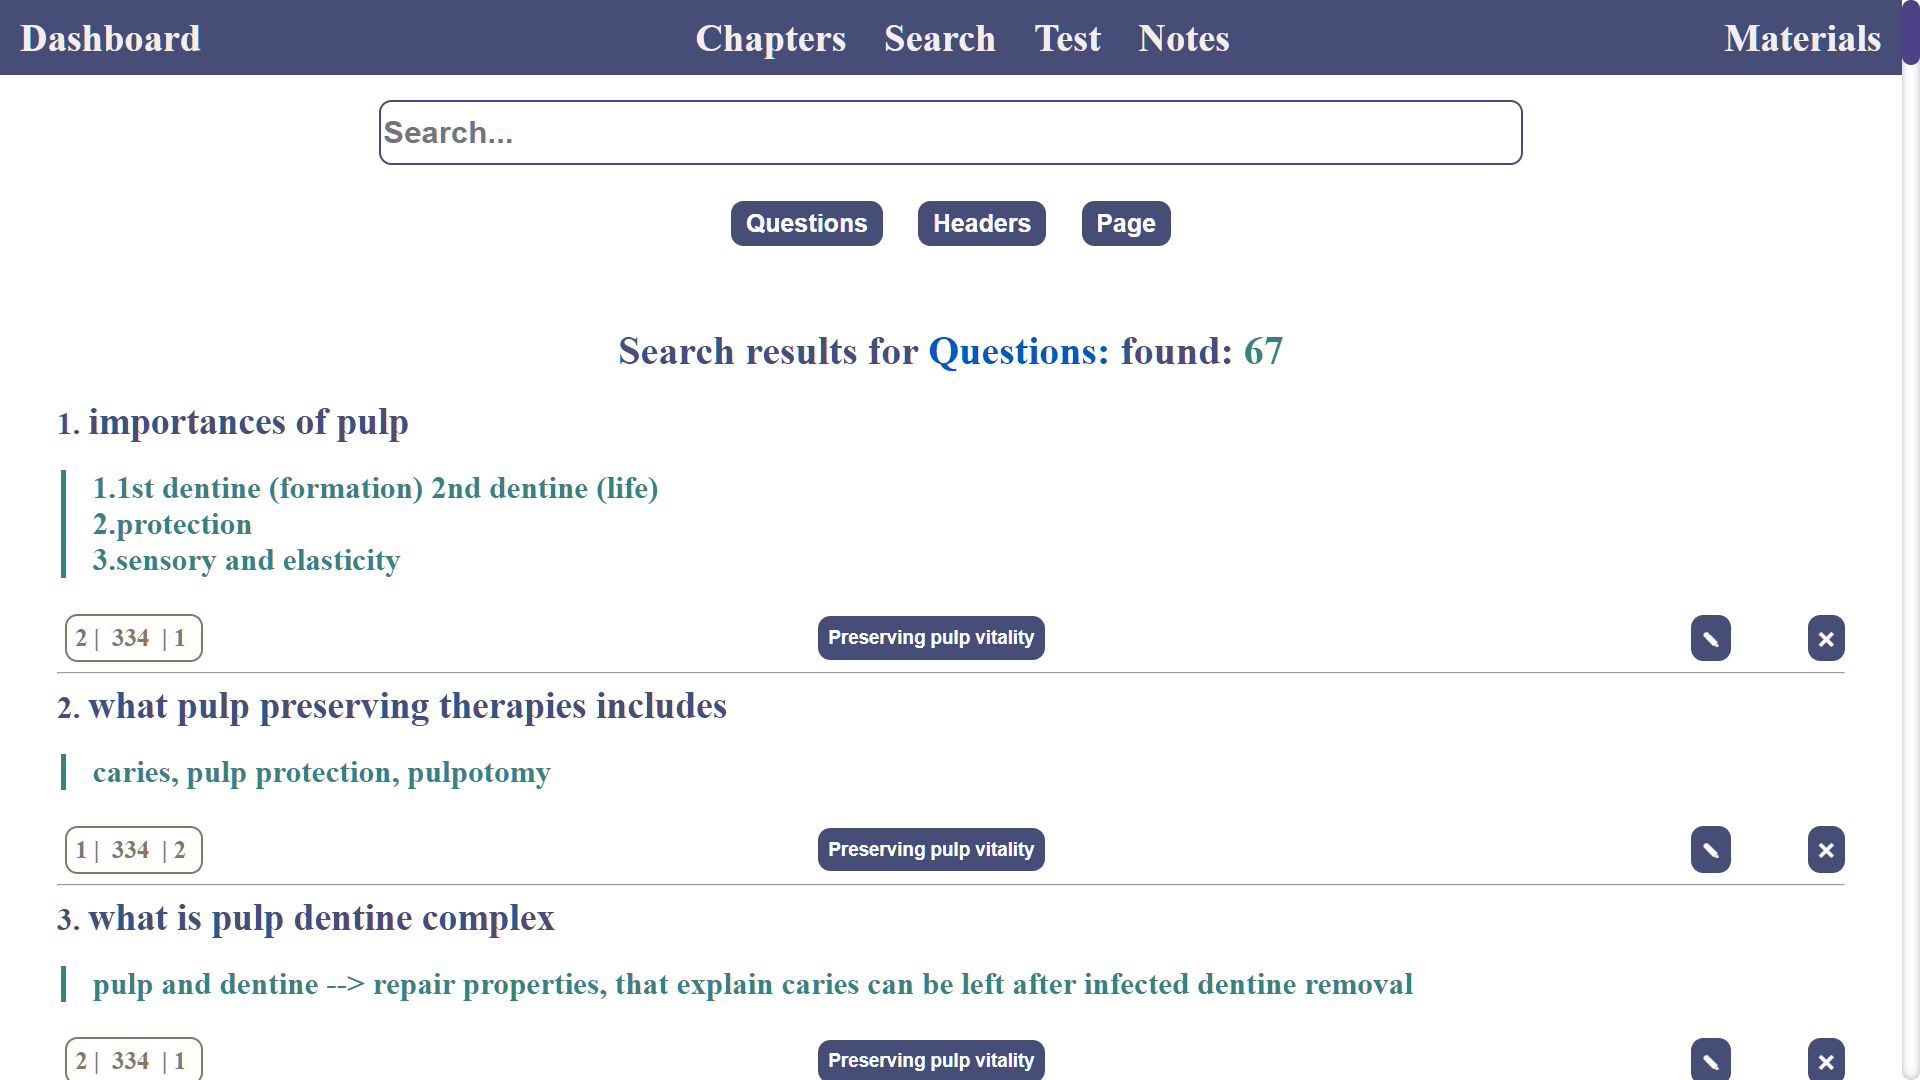 Dashboard Chapters Search Test Notes Materials
Search...
Questions Headers Page
Search results for Questions: found: 67
1. importances of pulp
1.1st dentine (formation) 2nd dentine (life)
2.protection
3.sensory and elasticity
2 | 334 | 1 Preserving pulp vitality
2. what pulp preserving therapies includes
caries, pulp protection, pulpotomy
1 | 334 | 2 Preserving pulp vitality
3. what is pulp dentine complex
pulp and dentine --> repair properties, that explain caries can be left after infected dentine removal
2 | 334 | 1 Preserving pulp vitality